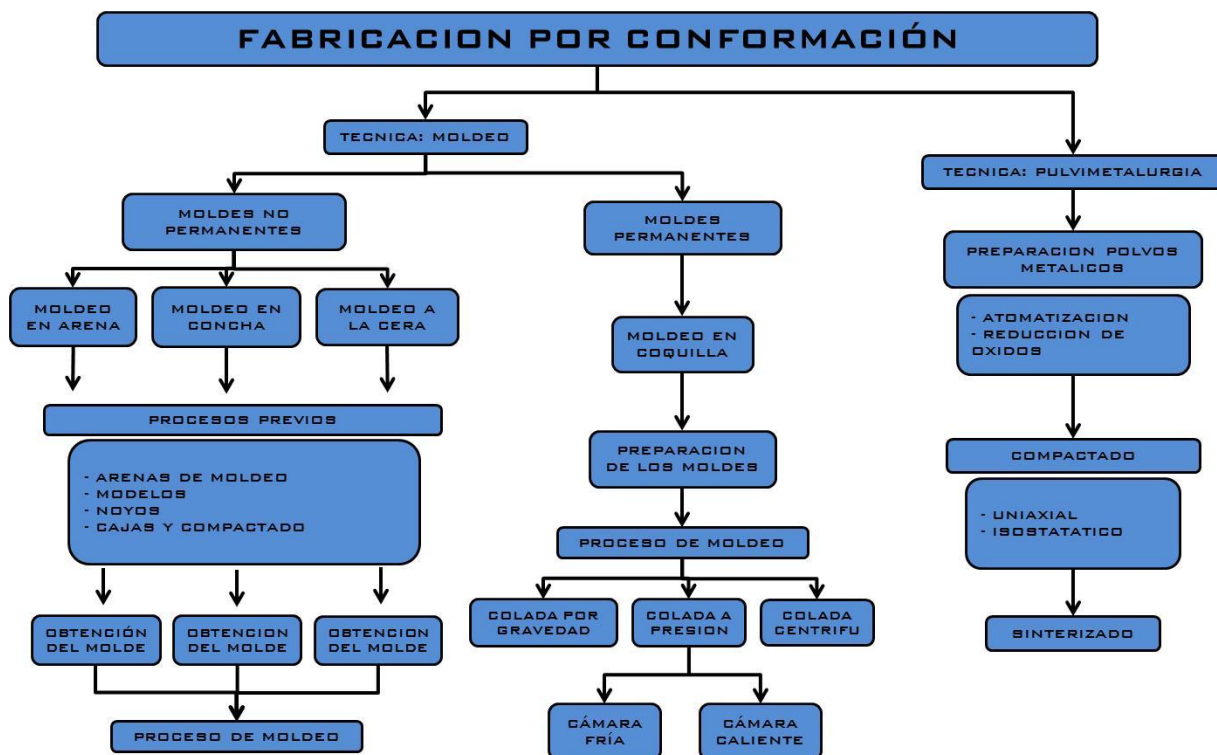 FABRICACION POR CONFORMACIÓN
TECNICA: MOLDEO
TECNICA: PULVIMETALURGIA
MOLDES NO
PERMANENTES
MOLDES
PERMANENTES
PREPARACION POLVOS
METALICOS
MOLDEO
EN ARENA
MOLDEO EN
CONCHA
MOLDEO A
LA CERA
MOLDEO EN
COQUILLA
- ATOMATIZACION
- REDUCCION DE
OXIDOS
PROCESOS PREVIOS
- ARENAS DE MOLDEO
- MODELOS
- NOYOS
- CAJAS Y COMPACTADO
PREPARACION
DE LOS MOLDES
COMPACTADO
- UNIAXIAL
- ISOSTATATICO
PROCESO DE MOLDEO
COLADA POR
GRAVEDAD
COLADA A
PRESION
COLADA
CENTRIFU
OBTENCIÓN
DEL MOLDE
OBTENCION
DEL MOLDE
OBTENCION
DEL MOLDE
SINTERIZADO
PROCESO DE MOLDEO
CÁMARA
FRÍA
CÁMARA
CALIENTE